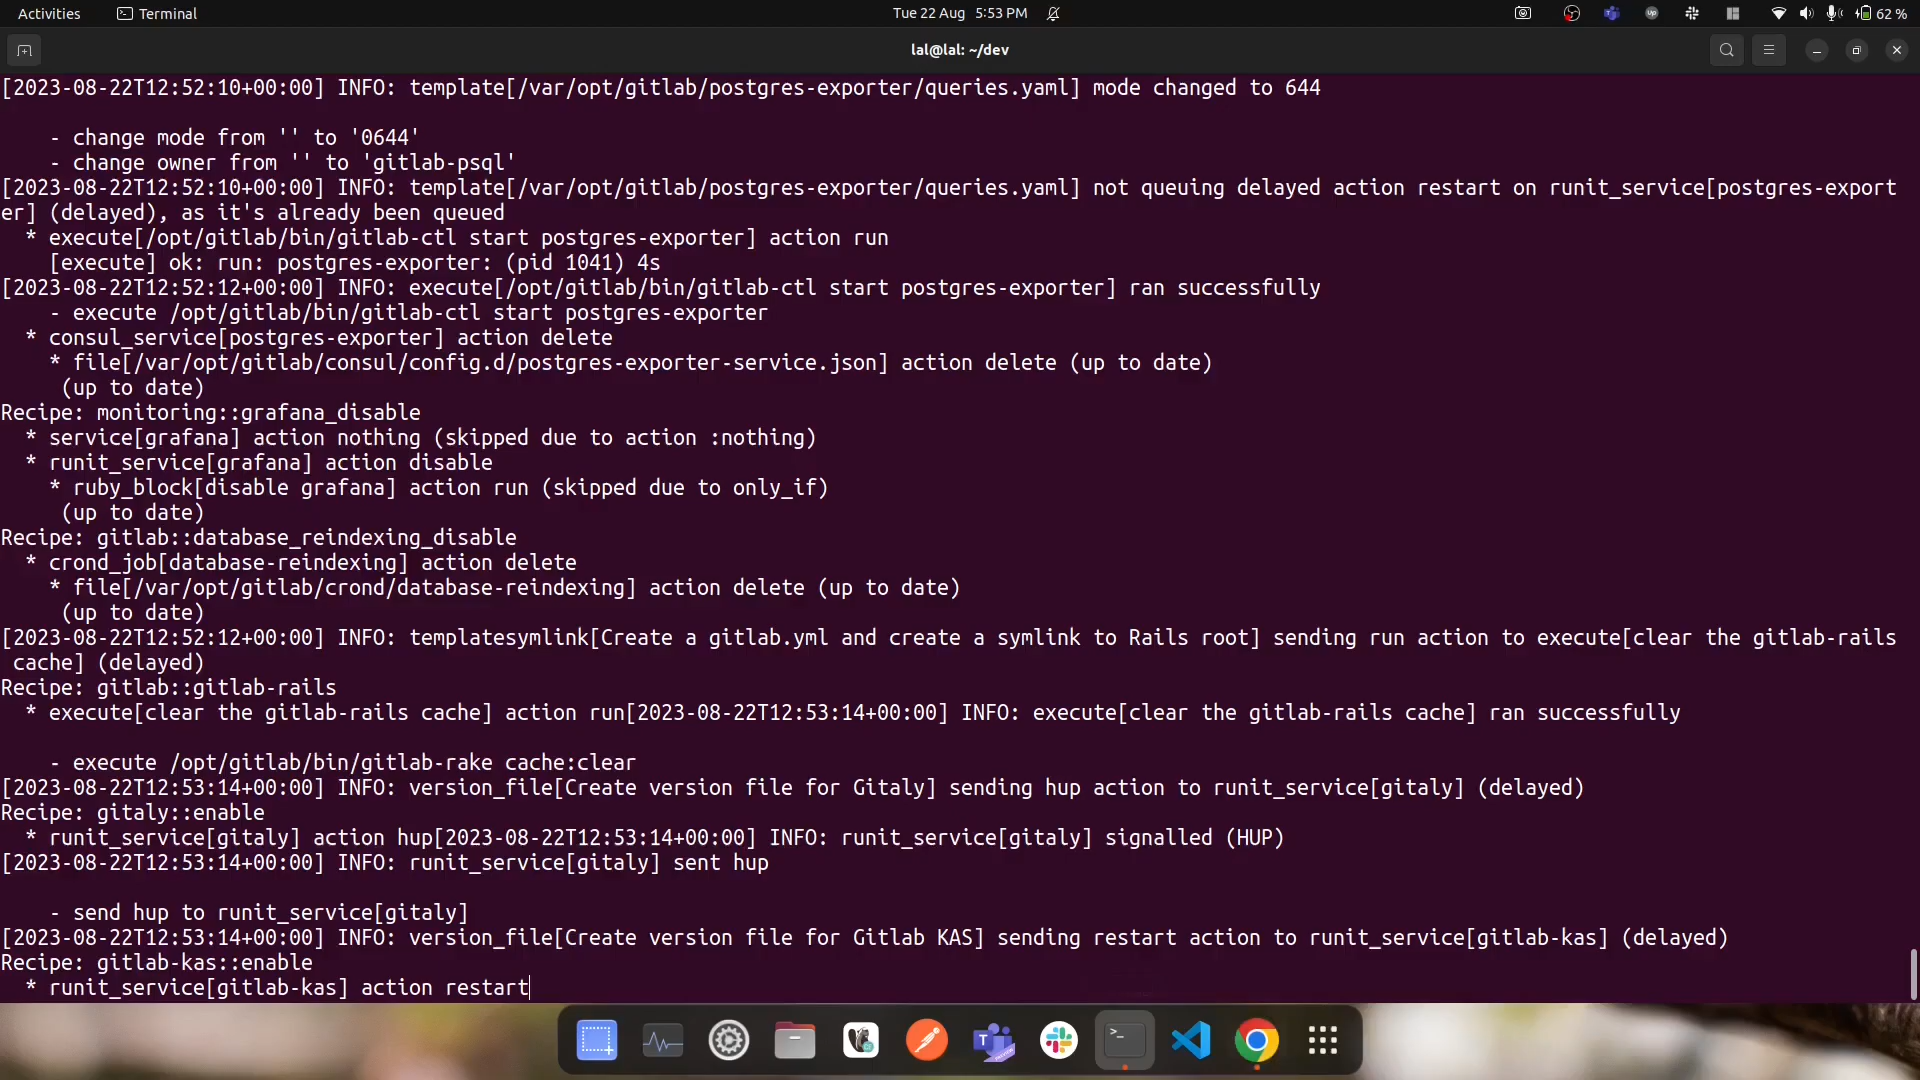 Activities Terminal Tue 22 Aug 5:53 PM 62 %
lal@lal: ~/dev
[2023-08-22T12:52:10+00:00] INFO: template[/var/opt/gitlab/postgres-exporter/queries.yaml] mode changed to 644
- change mode from '' to '0644'
- change owner from '' to 'gitlab-psql'
[2023-08-22T12:52:10+00:00] INFO: template[/var/opt/gitlab/postgres-exporter/queries.yaml] not queuing delayed action restart on runit_service[postgres-export
er] (delayed), as it's already been queued
* execute[/opt/gitlab/bin/gitlab-ctl start postgres-exporter] action run
[execute] ok: run: postgres-exporter: (pid 1041) 4s
[2023-08-22T12:52:12+00:00] INFO: execute[/opt/gitlab/bin/gitlab-ctl start postgres-exporter] ran successfully
- execute /opt/gitlab/bin/gitlab-ctl start postgres-exporter
* consul_service[postgres-exporter] action delete
* file[/var/opt/gitlab/consul/config.d/postgres-exporter-service.json] action delete (up to date)
(up to date)
Recipe: monitoring::grafana_disable
* service[grafana] action nothing (skipped due to action :nothing)
* runit_service[grafana] action disable
* ruby_block[disable grafana] action run (skipped due to only_if)
(up to date)
Recipe: gitlab::database_reindexing_disable
* crond_job[database-reindexing] action delete
* file[/var/opt/gitlab/crond/database-reindexing] action delete (up to date)
(up to date)
[2023-08-22T12:52:12+00:00] INFO: templatesymlink[Create a gitlab.yml and create a symlink to Rails root] sending run action to execute[clear the gitlab-rails
cache] (delayed)
Recipe: gitlab::gitlab-rails
* execute[clear the gitlab-rails cache] action run[2023-08-22T12:53:14+00:00] INFO: execute[clear the gitlab-rails cache] ran successfully
- execute /opt/gitlab/bin/gitlab-rake cache:clear
[2023-08-22T12:53:14+00:00] INFO: version_file[Create version file for Gitaly] sending hup action to runit_service[gitaly] (delayed)
Recipe: gitaly::enable
* runit_service[gitaly] action hup[2023-08-22T12:53:14+00:00] INFO: runit_service[gitaly] signalled (HUP)
[2023-08-22T12:53:14+00:00] INFO: runit_service[gitaly] sent hup
- send hup to runit_service[gitaly]
[2023-08-22T12:53:14+00:00] INFO: version_file[Create version file for Gitlab KAS] sending restart action to runit_service[gitlab-kas] (delayed)
Recipe: gitlab-kas::enable
* runit_service[gitlab-kas] action restart